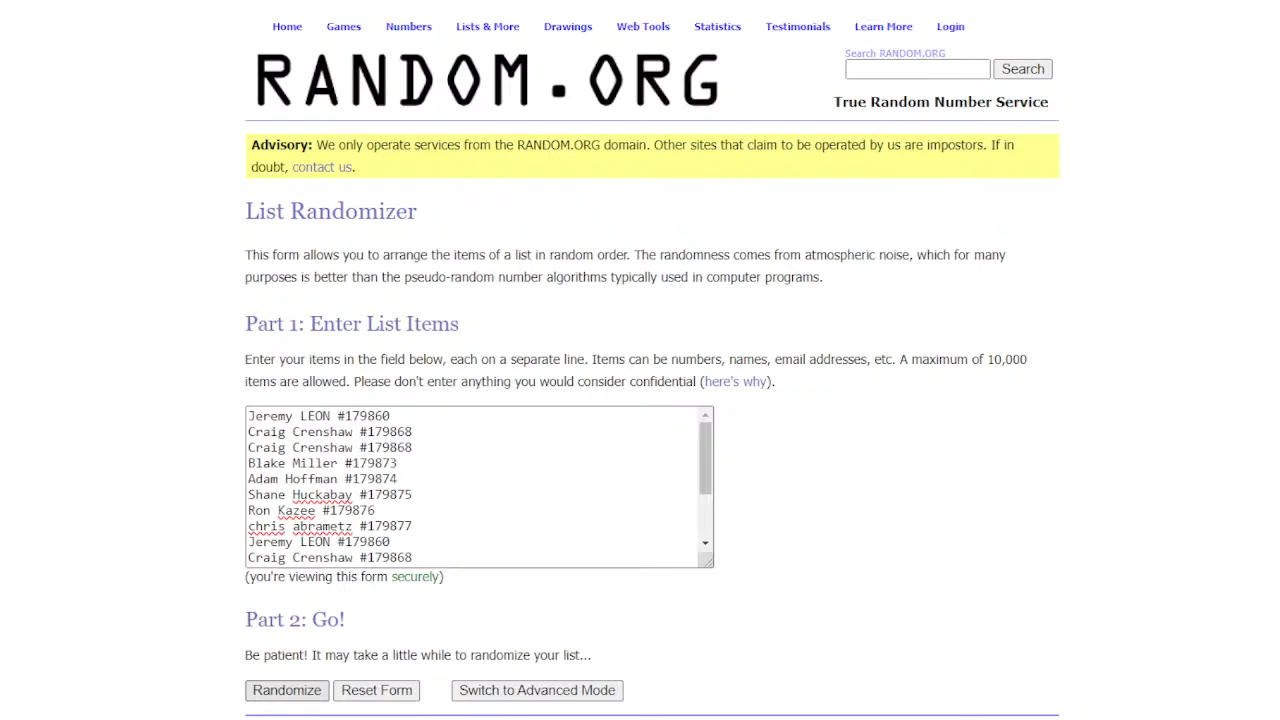 Home Games Numbers Lists & More Drawings Web Tools Statistics Testimonials Learn More Login
RANDOM.ORG
Search RANDOM.ORG
Search
True Random Number Service
Advisory: We only operate services from the RANDOM.ORG domain. Other sites that claim to be operated by us are impostors. If in
doubt, contact us.
List Randomizer
This form allows you to arrange the items of a list in random order. The randomness comes from atmospheric noise, which for many
purposes is better than the pseudo-random number algorithms typically used in computer programs.
Part 1: Enter List Items
Enter your items in the field below, each on a separate line. Items can be numbers, names, email addresses, etc. A maximum of 10,000
items are allowed. Please don't enter anything you would consider confidential (here's why).
Jeremy LEON #179860
Craig Crenshaw #179868
Craig Crenshaw #179868
Blake Miller #179873
Adam Hoffman #179874
Shane Huckabay #179875
Ron Kazee #179876
chris abrametz #179877
Jeremy LEON #179860
Craig Crenshaw #179868
(you're viewing this form securely)
Part 2: Go!
Be patient! It may take a little while to randomize your list...
Randomize Reset Form Switch to Advanced Mode